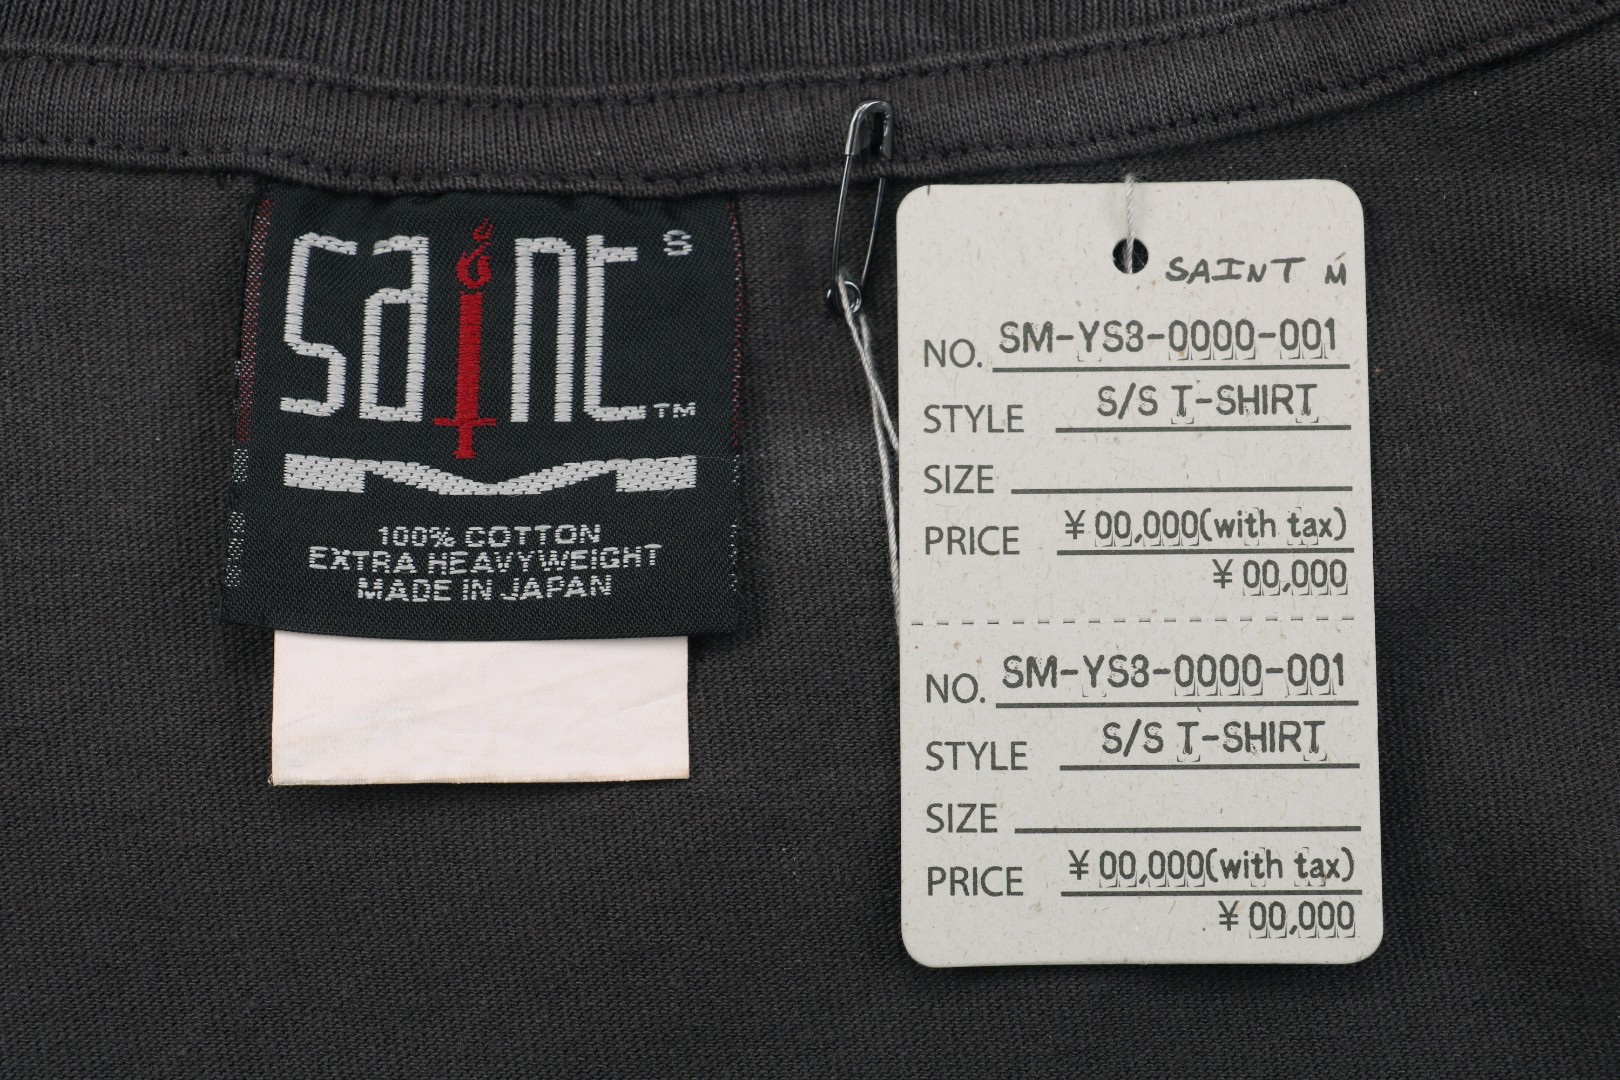 saint S
TM
100% COTTON
EXTRA HEAVYWEIGHT
MADE IN JAPAN
SAINT M
NO. SM-YS3-0000-001
STYLE S/S T-SHIRT
SIZE
PRICE ¥00,000(with tax)
¥00,000
NO. SM-YS3-0000-001
STYLE S/S T-SHIRT
SIZE
PRICE ¥00,000(with tax)
¥00,000